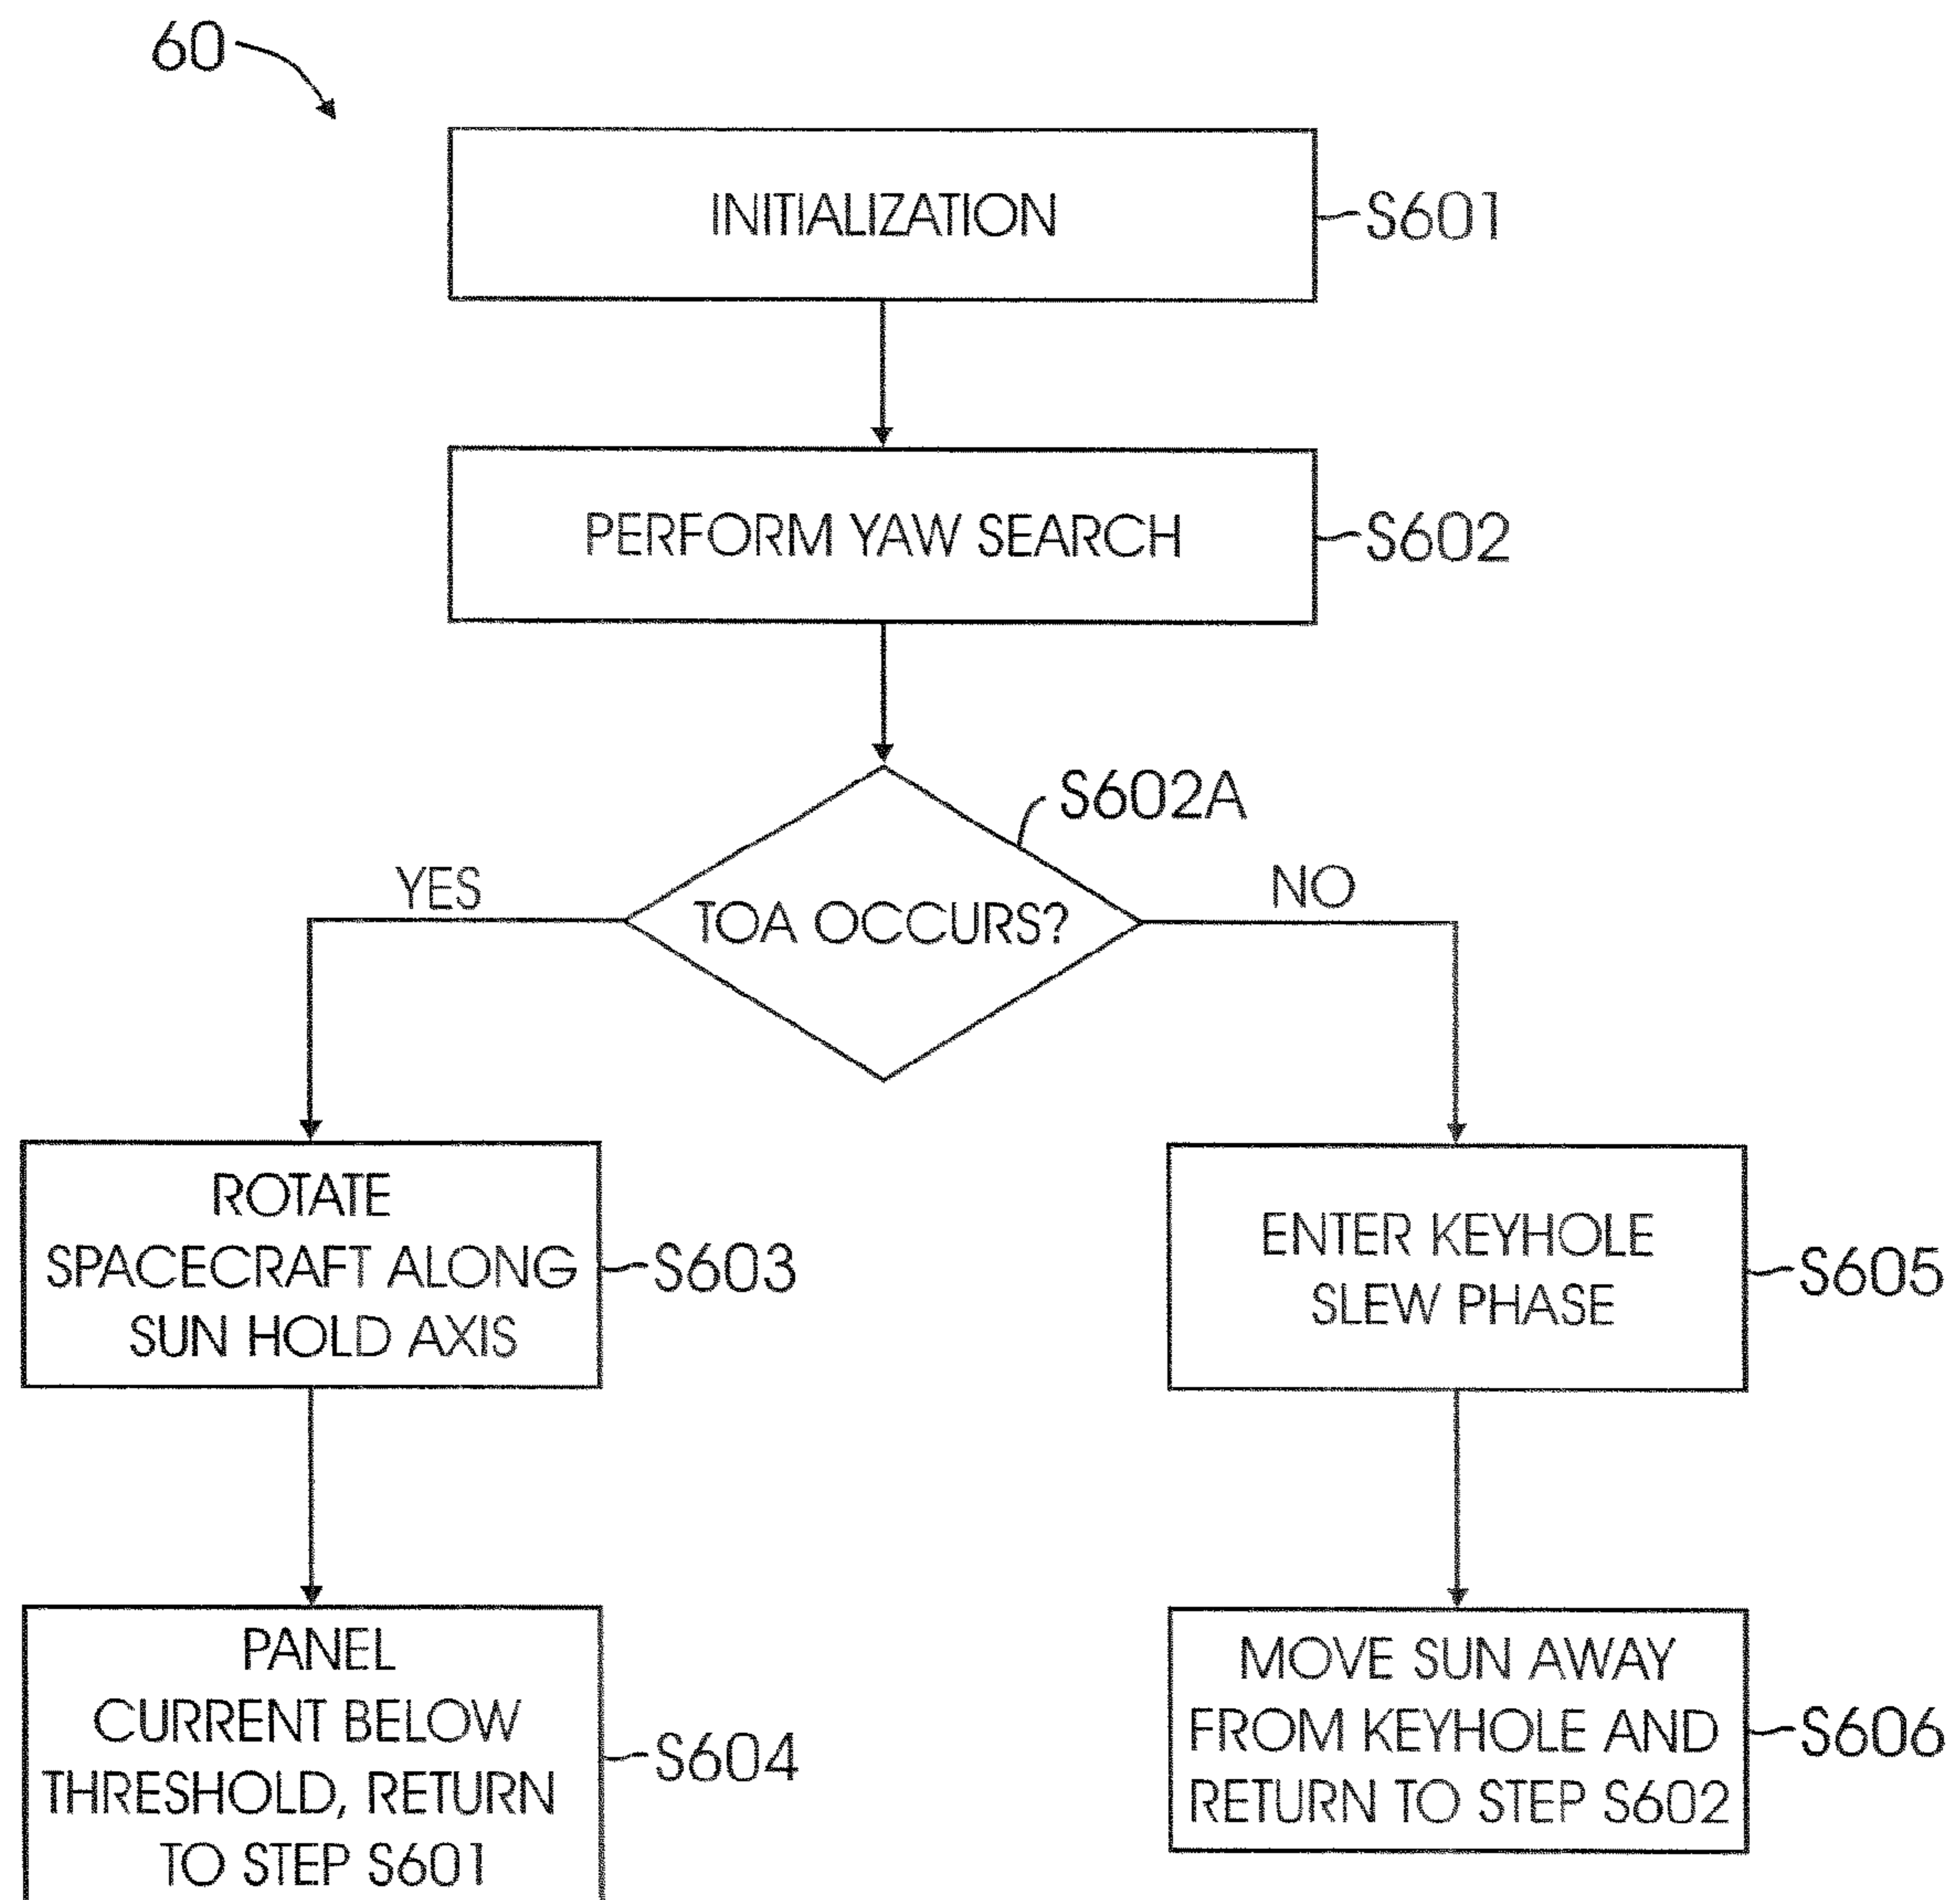 60
INITIALIZATION
S601
PERFORM YAW SEARCH
S602
S602A
YES
TOA OCCURS?
NO
ROTATE
SPACECRAFT ALONG
SUN HOLD AXIS
S603
ENTER KEYHOLE
SLEW PHASE
S605
PANEL
CURRENT BELOW
THRESHOLD, RETURN
TO STEP S601
S604
MOVE SUN AWAY
FROM KEYHOLE AND
RETURN TO STEP S602
S606